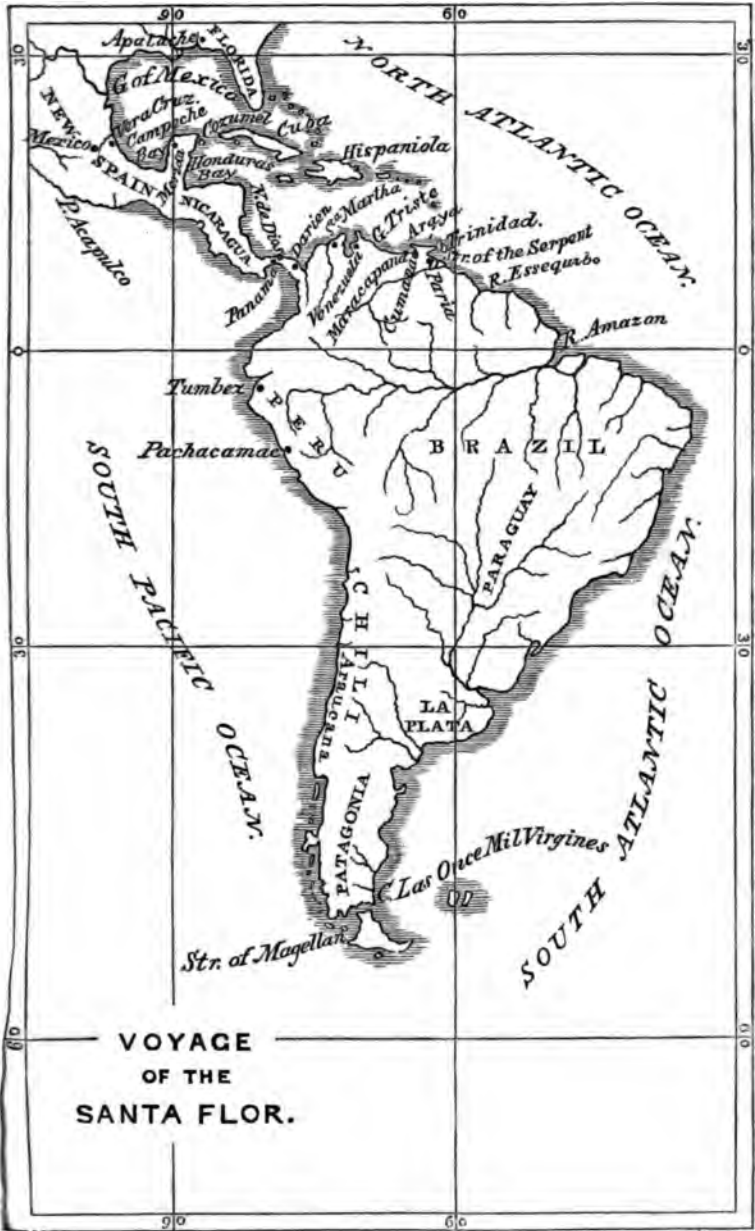 90
60
30
30
Apalache
FLORIDA
NORTH ATLANTIC OCEAN.
G of Mexico
NEW SPAIN
Mexico
Vera Cruz.
Campeche Bay
Merida
Cozumel
Cuba
Hispaniola
Honduras Bay
NICARAGUA
P. Acapulco
N. de Dios
Panama
Darien
Sta Martha
Venezuela
G. Triste
Maracapana
Cumana
Araya
Trinidad.
Str. of the Serpent
Paria
R. Essequibo
R. Amazon
0
0
Tumbez
PERU
Pachacamac
BRAZIL
SOUTH PACIFIC OCEAN.
PARAGUAY
CHILI
Araucana
30
30
LA
PLATA
SOUTH ATLANTIC OCEAN.
PATAGONIA
C. Las Once Mil Virgines
Str. of Magellan
60
60
VOYAGE
OF THE
SANTA FLOR.
90
60